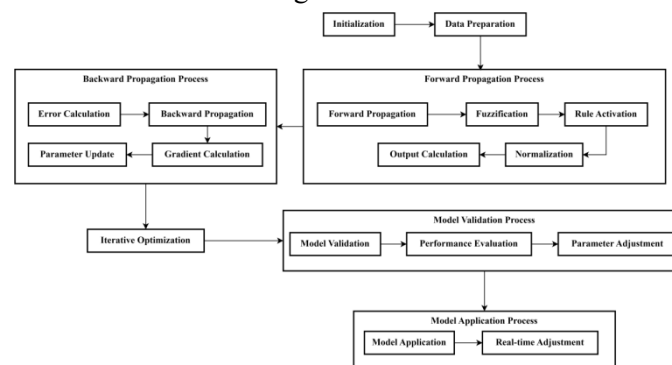 Initialization
Data Preparation
Backward Propagation Process
Error Calculation
Backward Propagation
Parameter Update
Gradient Calculation
Forward Propagation Process
Forward Propagation
Fuzzification
Rule Activation
Output Calculation
Normalization
Iterative Optimization
Model Validation Process
Model Validation
Performance Evaluation
Parameter Adjustment
Model Application Process
Model Application
Real-time Adjustment